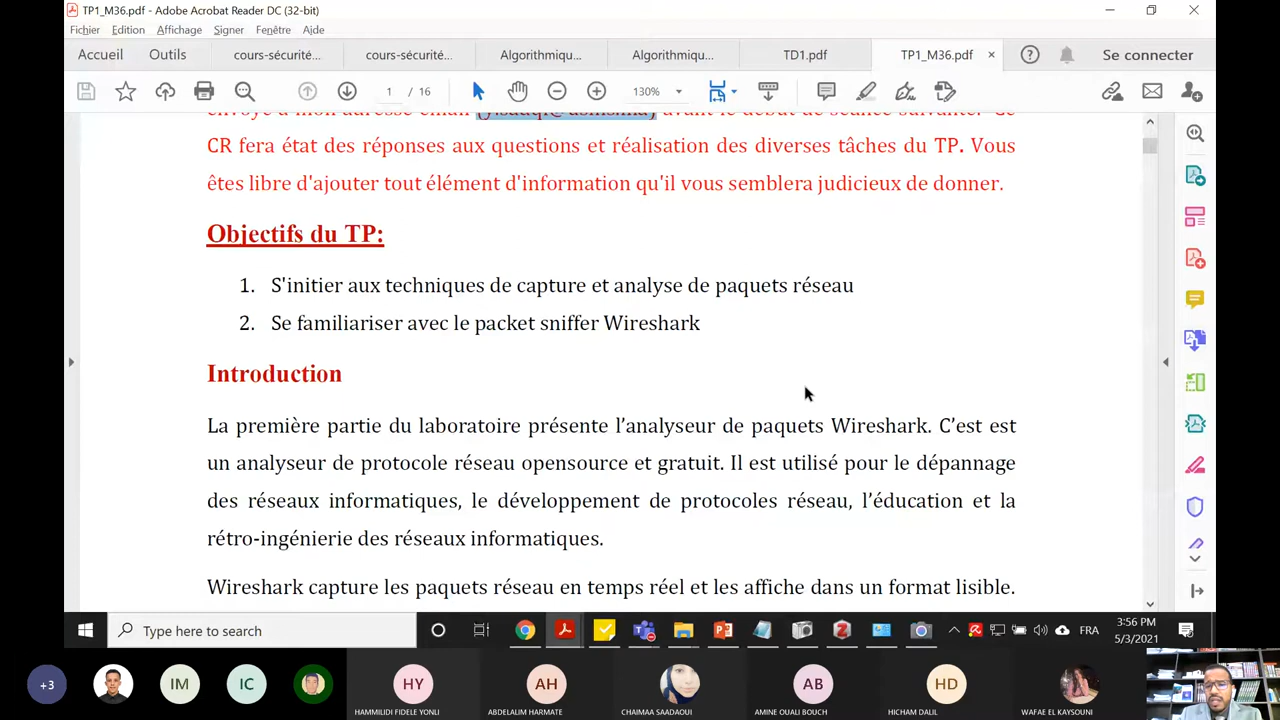 TP1_M36.pdf - Adobe Acrobat Reader DC (32-bit)
Fichier Edition Affichage Signer Fenêtre Aide
Accueil Outils cours-sécurité... cours-sécurité... Algorithmiqu... Algorithmiqu... TD1.pdf TP1_M36.pdf × Se connecter
1 / 16 130%
CR fera état des réponses aux questions et réalisation des diverses tâches du TP. Vous
êtes libre d'ajouter tout élément d'information qu'il vous semblera judicieux de donner.
Objectifs du TP:
1. S'initier aux techniques de capture et analyse de paquets réseau
2. Se familiariser avec le packet sniffer Wireshark
Introduction
La première partie du laboratoire présente l’analyseur de paquets Wireshark. C’est est
un analyseur de protocole réseau opensource et gratuit. Il est utilisé pour le dépannage
des réseaux informatiques, le développement de protocoles réseau, l’éducation et la
rétro-ingénierie des réseaux informatiques.
Wireshark capture les paquets réseau en temps réel et les affiche dans un format lisible.
Type here to search
FRA
3:56 PM
5/3/2021
+3 IM IC HY AH AB HD
HAMMILIDI FIDELE YONLI ABDELALIM HARMATE CHAIMAA SAADAOUI AMINE OUALI BOUCH HICHAM DALIL WAFAE EL KAYSOUNI